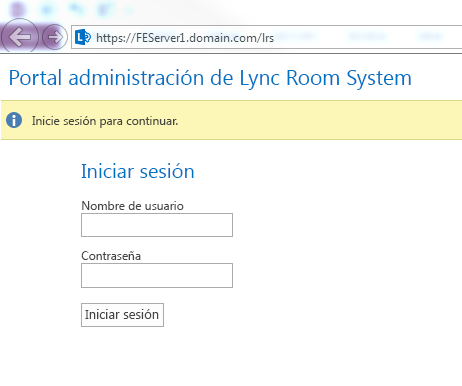 https://FEServer1.domain.com/lrs
Portal administración de Lync Room System
Inicie sesión para continuar.
Iniciar sesión
Nombre de usuario
Contraseña
Iniciar sesión